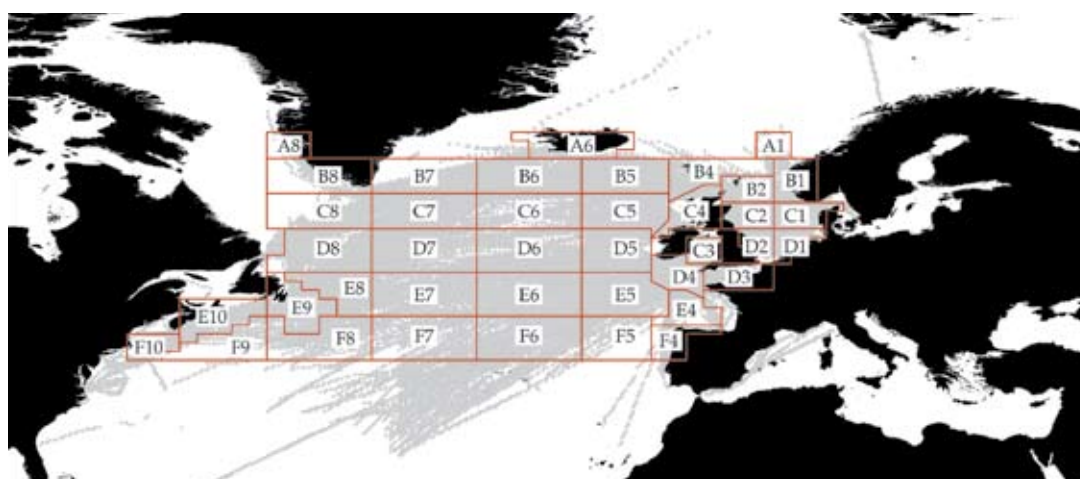 A8 A6 A1
B8 B7 B6 B5 B4 B2 B1
C8 C7 C6 C5 C4 C2 C1
D8 D7 D6 D5 C3 D2 D1
D4 D3
E10 E9 E8 E7 E6 E5 E4
F10 F9 F8 F7 F6 F5 F4